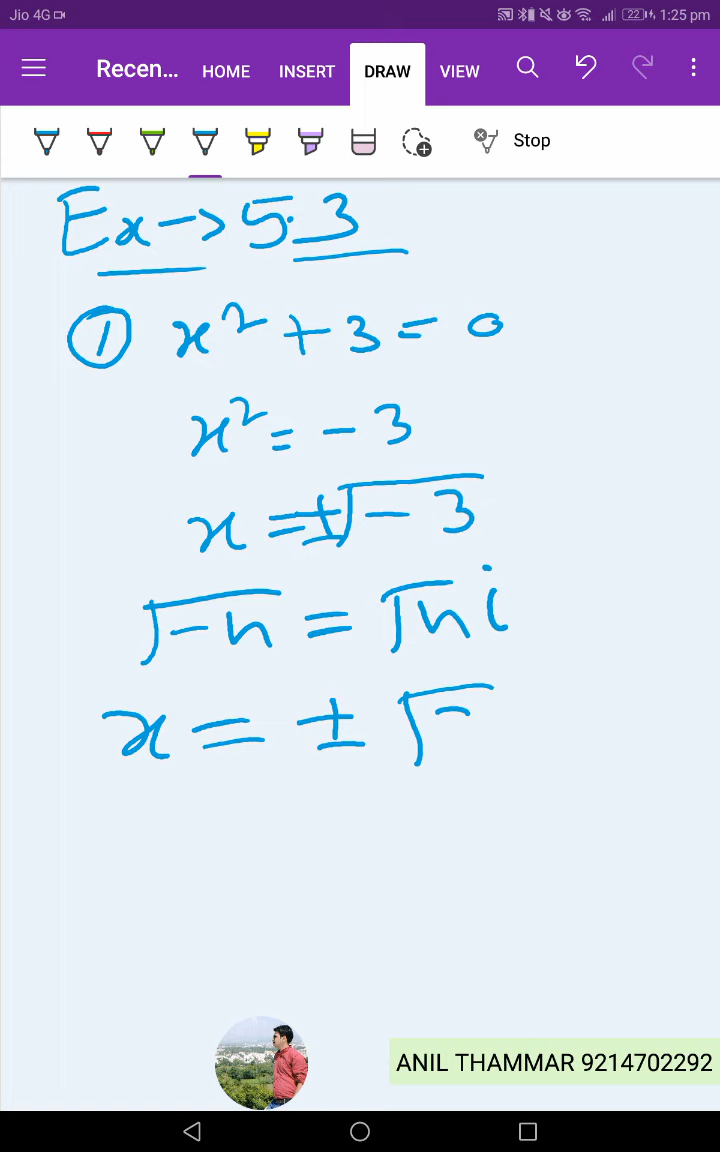 Jio 4G 22 1:25 pm
Recen... HOME INSERT DRAW VIEW
Stop
Ex → 5.3
① x² + 3 = 0
x² = - 3
x = ±√-3
√-n = √n i
x = ± √-
ANIL THAMMAR 9214702292